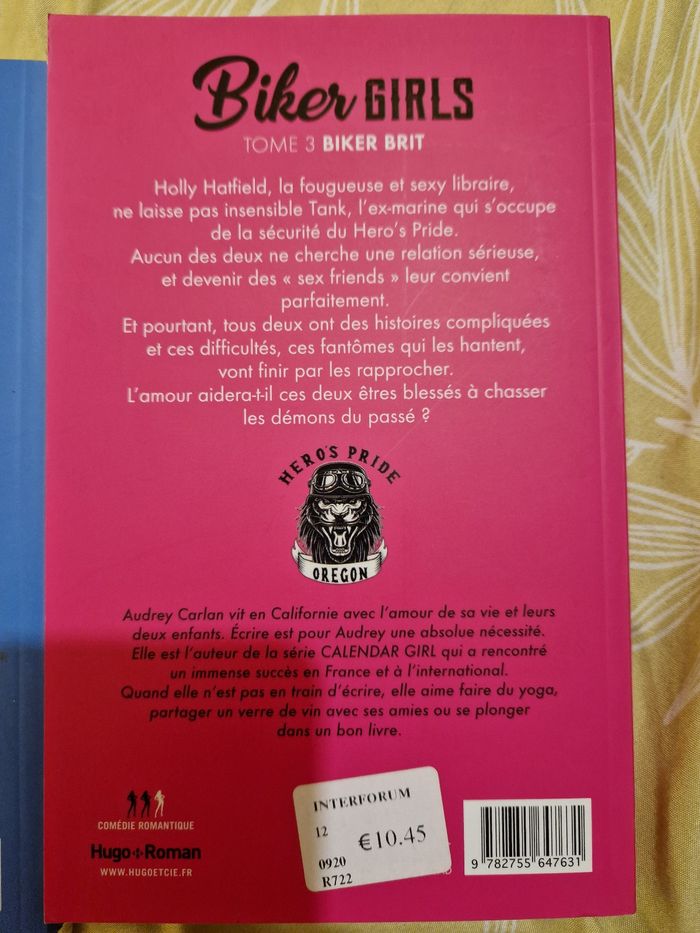 Biker GIRLS
TOME 3 BIKER BRIT
Holly Hatfield, la fougueuse et sexy libraire,
ne laisse pas insensible Tank, l'ex-marine qui s'occupe
de la sécurité du Hero's Pride.
Aucun des deux ne cherche une relation sérieuse,
et devenir des « sex friends » leur convient
parfaitement.
Et pourtant, tous deux ont des histoires compliquées
et ces difficultés, ces fantômes qui les hantent,
vont finir par les rapprocher.
L'amour aidera-t-il ces deux êtres blessés à chasser
les démons du passé ?
HERO'S PRIDE
OREGON
Audrey Carlan vit en Californie avec l'amour de sa vie et leurs
deux enfants. Écrire est pour Audrey une absolue nécessité.
Elle est l'auteur de la série CALENDAR GIRL qui a rencontré
un immense succès en France et à l'international.
Quand elle n'est pas en train d'écrire, elle aime faire du yoga,
partager un verre de vin avec ses amies ou se plonger
dans un bon livre.
COMÉDIE ROMANTIQUE
Hugo Roman
WWW.HUGOETCIE.FR
INTERFORUM
12
€10.45
0920
R722
9 782755 647631